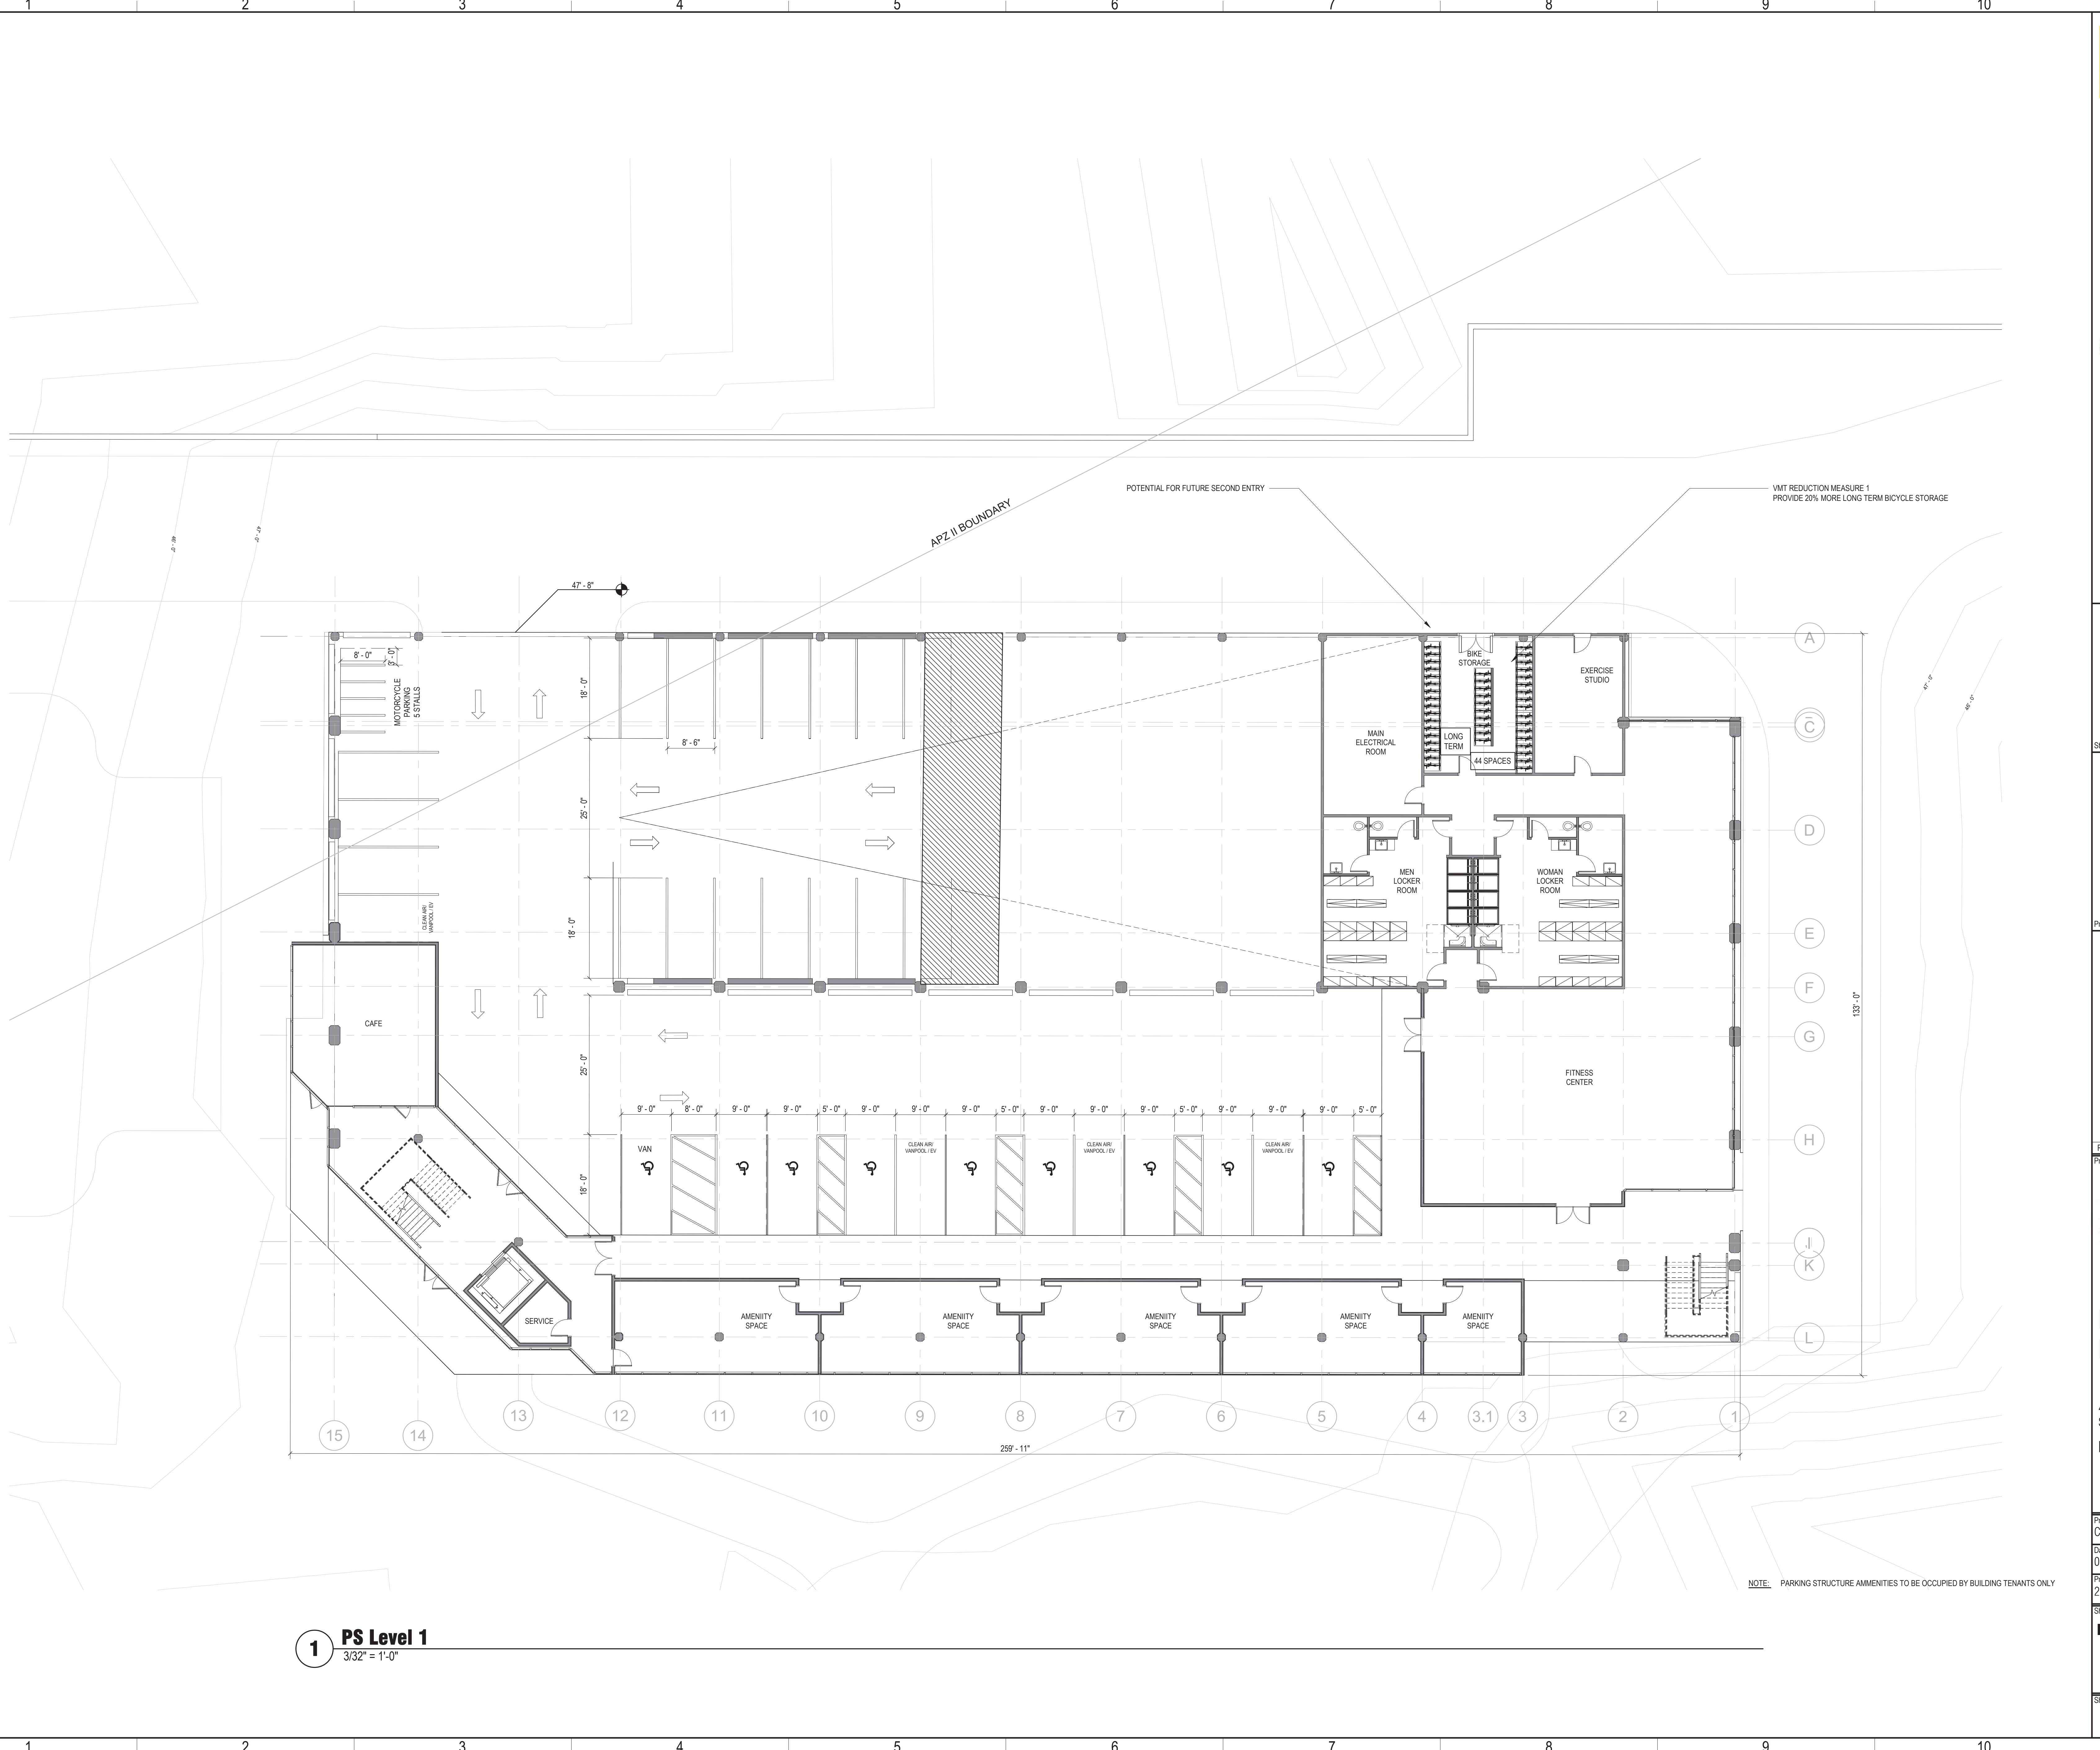 1 2 3 4 5 6 7 8 9 10
POTENTIAL FOR FUTURE SECOND ENTRY
VMT REDUCTION MEASURE 1
PROVIDE 20% MORE LONG TERM BICYCLE STORAGE
APZ II BOUNDARY
46' - 0"
47' - 0"
47' - 8"
47' - 0"
46' - 0"
8' - 0"
3' - 0"
MOTORCYCLE
PARKING
5 STALLS
18' - 0"
8' - 6"
25' - 0"
18' - 0"
25' - 0"
18' - 0"
CLEAN AIR/
VANPOOL / EV
BIKE
STORAGE
EXERCISE
STUDIO
MAIN
ELECTRICAL
ROOM
LONG
TERM
44 SPACES
MEN
LOCKER
ROOM
WOMAN
LOCKER
ROOM
A
C
D
E
F
G
H
J
K
L
133' - 0"
CAFE
FITNESS
CENTER
9' - 0" 8' - 0" 9' - 0" 9' - 0" 5' - 0" 9' - 0" 9' - 0" 9' - 0" 5' - 0" 9' - 0" 9' - 0" 9' - 0" 5' - 0" 9' - 0" 9' - 0" 9' - 0" 5' - 0"
VAN
CLEAN AIR/
VANPOOL / EV
CLEAN AIR/
VANPOOL / EV
CLEAN AIR/
VANPOOL / EV
SERVICE
AMENIITY
SPACE
AMENIITY
SPACE
AMENIITY
SPACE
AMENIITY
SPACE
AMENIITY
SPACE
15 14 13 12 11 10 9 8 7 6 5 4 3.1 3 2 1
259' - 11"
NOTE: PARKING STRUCTURE AMMENITIES TO BE OCCUPIED BY BUILDING TENANTS ONLY
1 PS Level 1
3/32" = 1'-0"
1 2 3 4 5 6 7 8 9 10